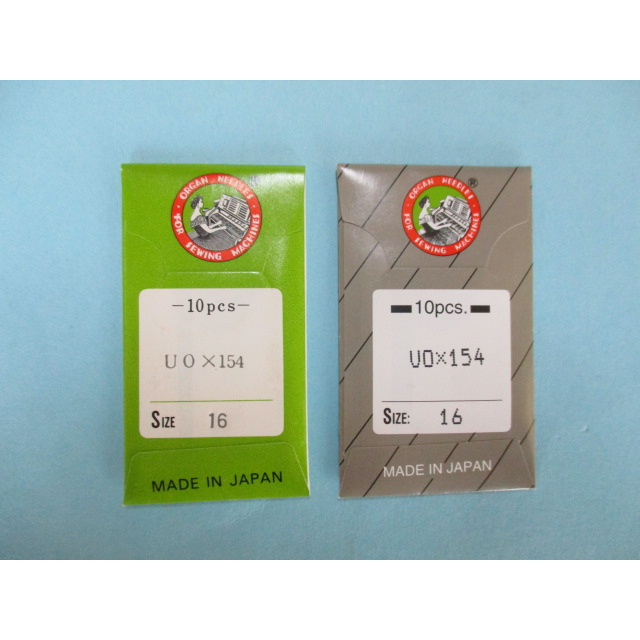 ORGAN NEEDLES
FOR SEWING MACHINES
-10pcs-
UO×154
SIZE 16
MADE IN JAPAN
ORGAN NEEDLES ®
FOR SEWING MACHINES
10pcs.
UO×154
SIZE: 16
MADE IN JAPAN